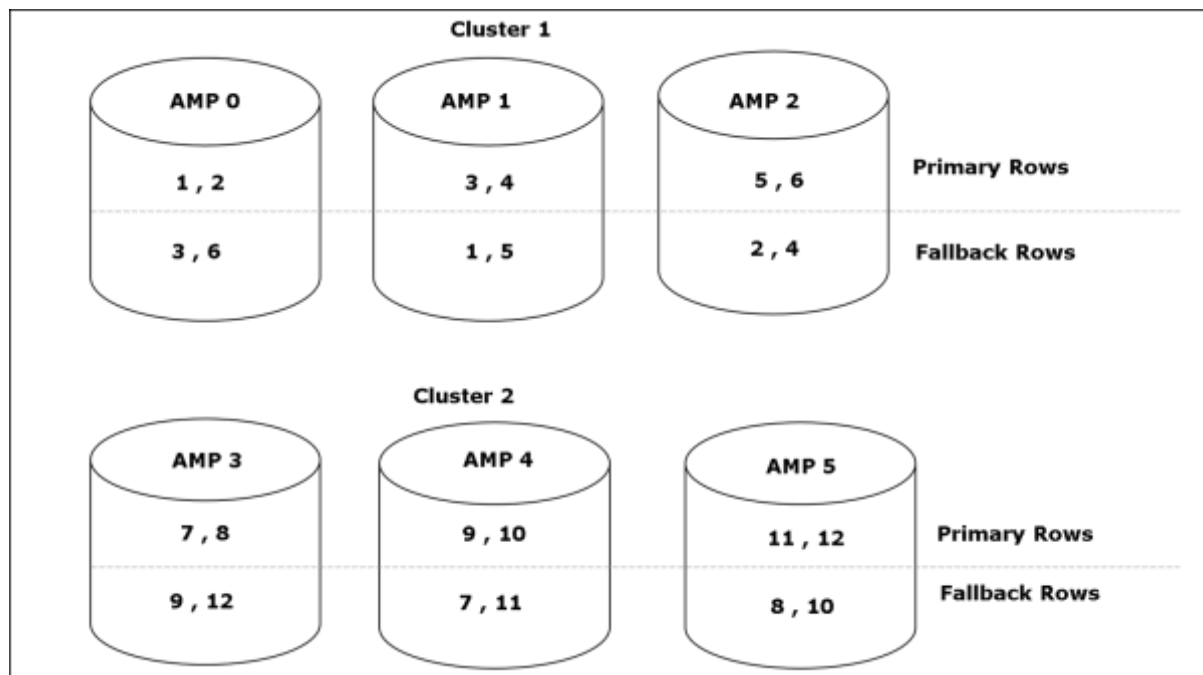 Cluster 1
AMP 0
AMP 1
AMP 2
1 , 2
3 , 4
5 , 6
Primary Rows
3 , 6
1 , 5
2 , 4
Fallback Rows
Cluster 2
AMP 3
AMP 4
AMP 5
7 , 8
9 , 10
11 , 12
Primary Rows
9 , 12
7 , 11
8 , 10
Fallback Rows